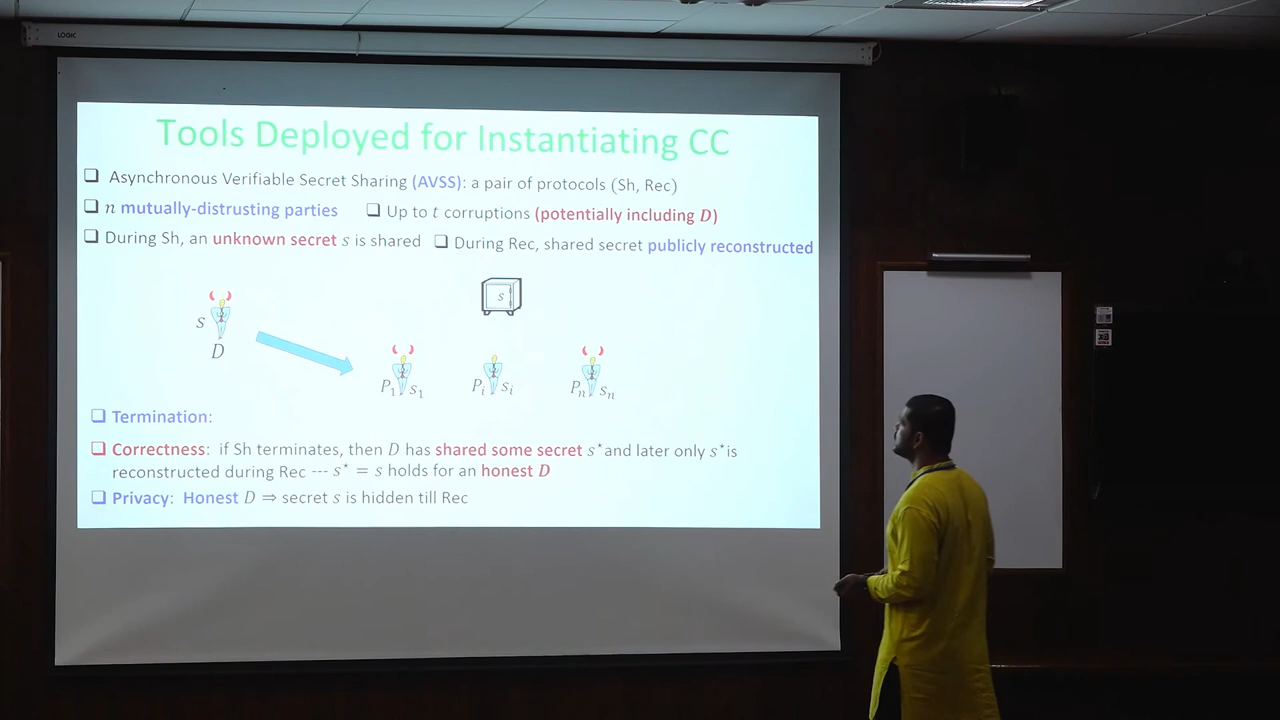 LOGIC
Tools Deployed for Instantiating CC
❑ Asynchronous Verifiable Secret Sharing (AVSS): a pair of protocols (Sh, Rec)
❑ n mutually-distrusting parties ❑ Up to t corruptions (potentially including D)
❑ During Sh, an unknown secret s is shared ❑ During Rec, shared secret publicly reconstructed
s
s
D
P₁ s₁ Pᵢ sᵢ Pₙ sₙ
❑ Termination:
❑ Correctness: if Sh terminates, then D has shared some secret s* and later only s* is
reconstructed during Rec --- s* = s holds for an honest D
❑ Privacy: Honest D ⇒ secret s is hidden till Rec